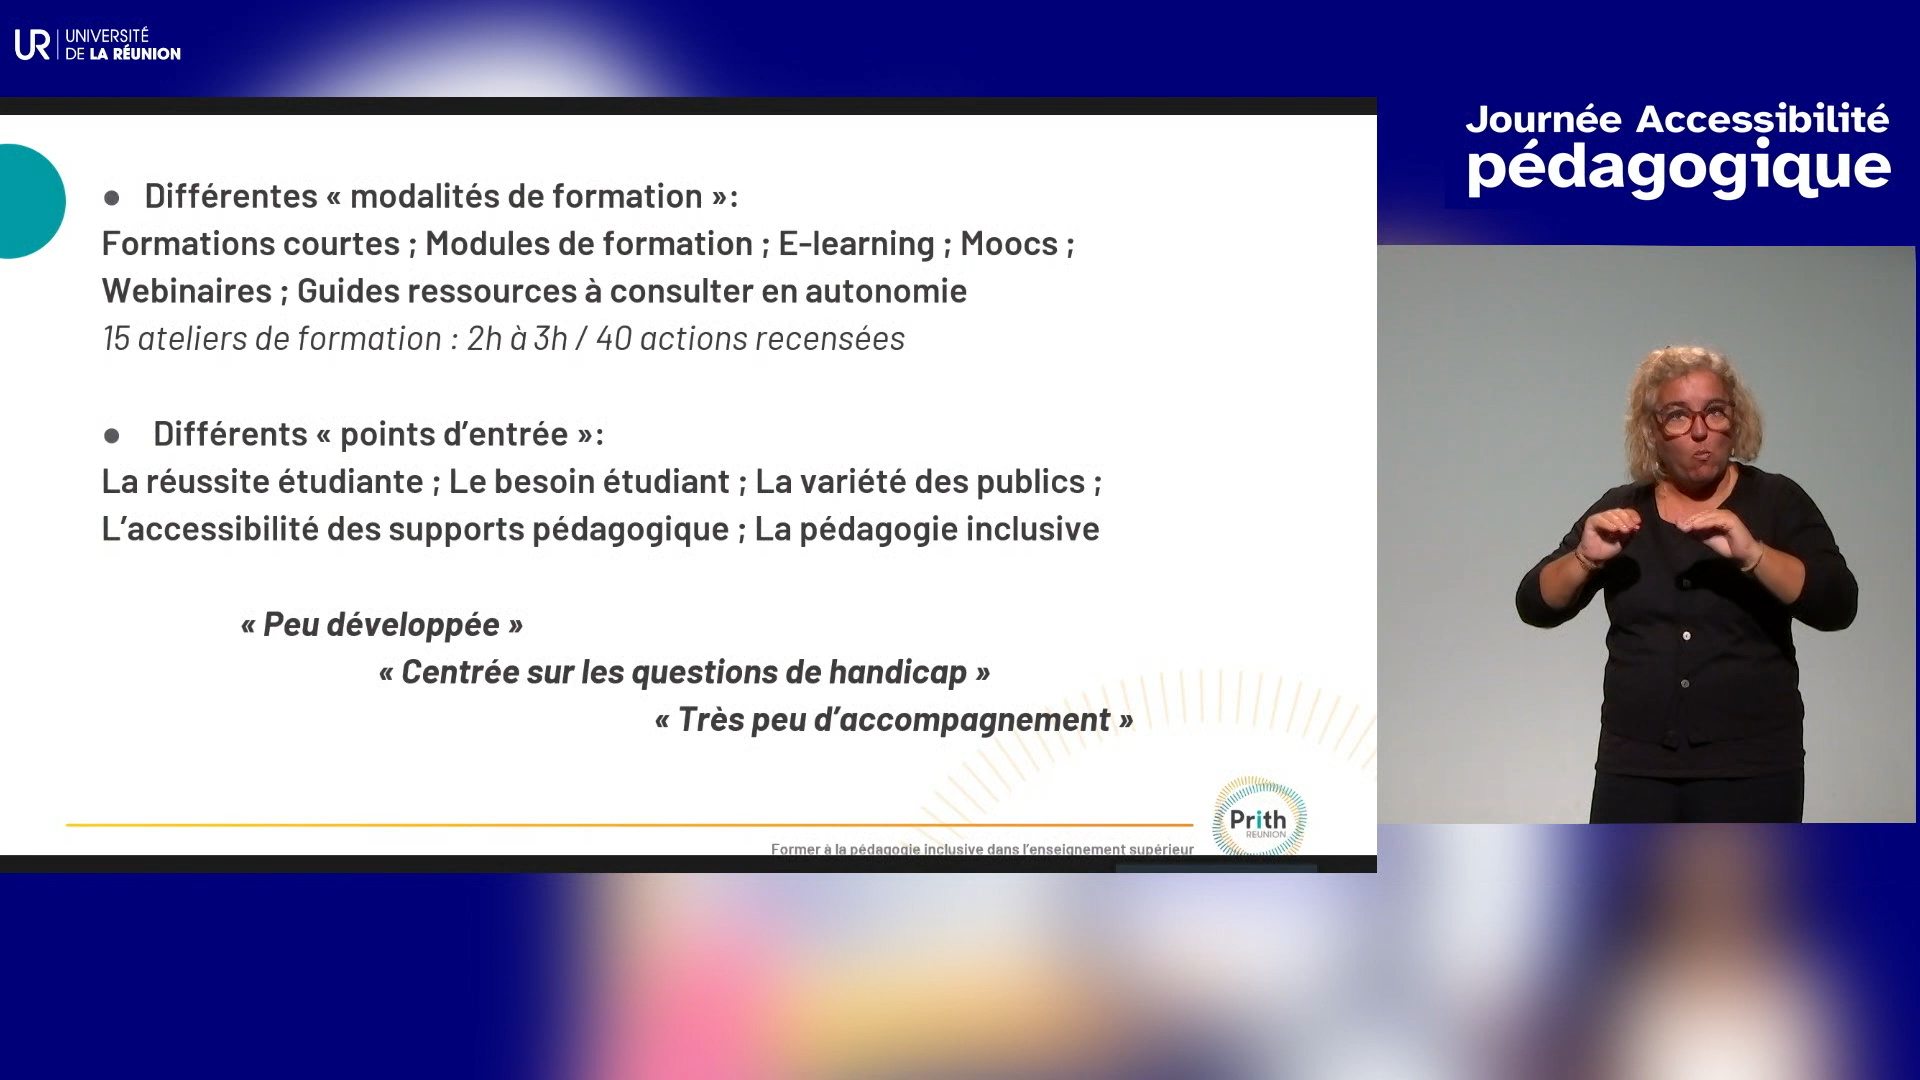 UR UNIVERSITÉ
DE LA RÉUNION
Journée Accessibilité
pédagogique
● Différentes « modalités de formation »:
Formations courtes ; Modules de formation ; E-learning ; Moocs ;
Webinaires ; Guides ressources à consulter en autonomie
15 ateliers de formation : 2h à 3h / 40 actions recensées
● Différents « points d’entrée »:
La réussite étudiante ; Le besoin étudiant ; La variété des publics ;
L’accessibilité des supports pédagogique ; La pédagogie inclusive
« Peu développée »
« Centrée sur les questions de handicap »
« Très peu d’accompagnement »
Prith
REUNION
Former à la pédagogie inclusive dans l’enseignement supérieur